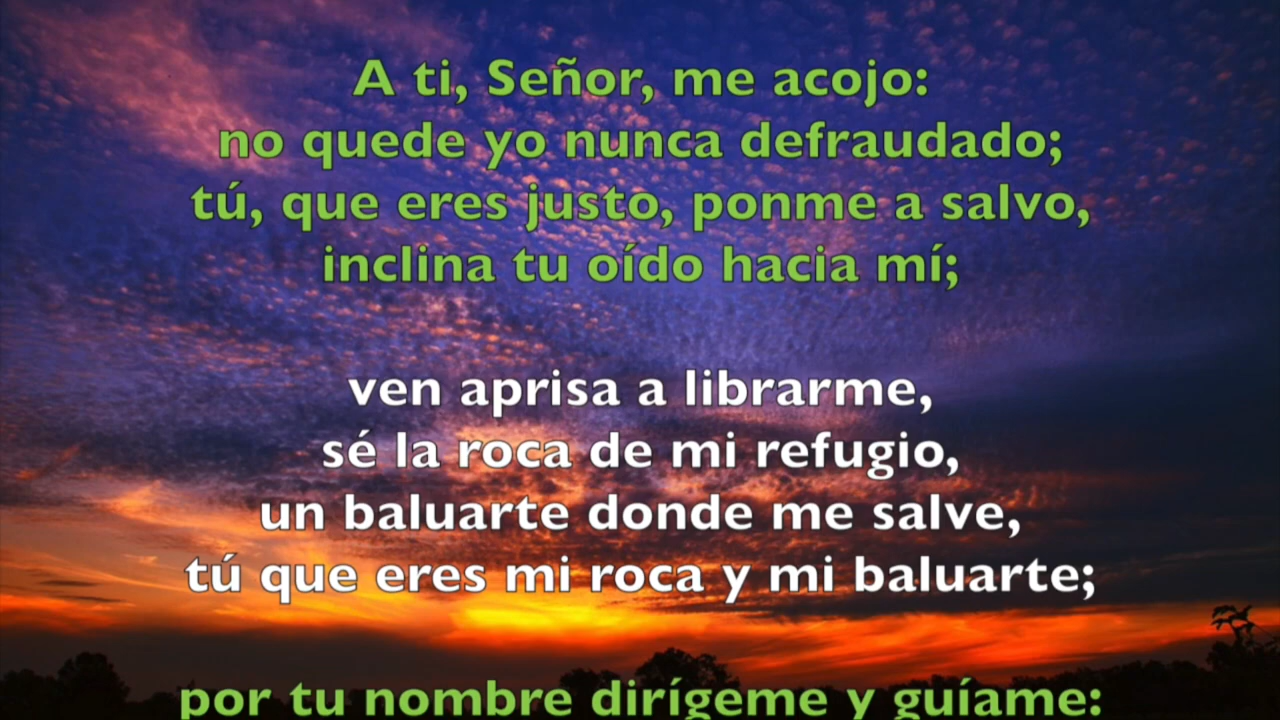 A ti, Señor, me acojo:
no quede yo nunca defraudado;
tú, que eres justo, ponme a salvo,
inclina tu oído hacia mí;
ven aprisa a librarme,
sé la roca de mi refugio,
un baluarte donde me salve,
tú que eres mi roca y mi baluarte;
por tu nombre dirígeme y guíame: